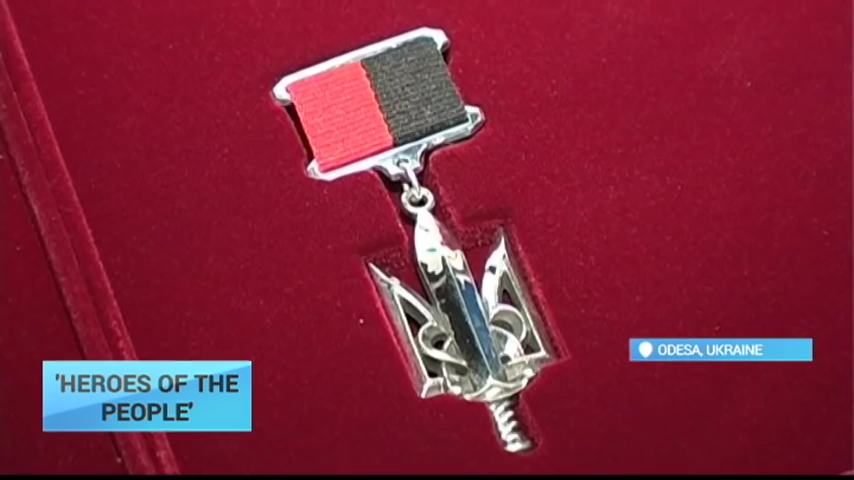 'HEROES OF THE
PEOPLE'
ODESA, UKRAINE